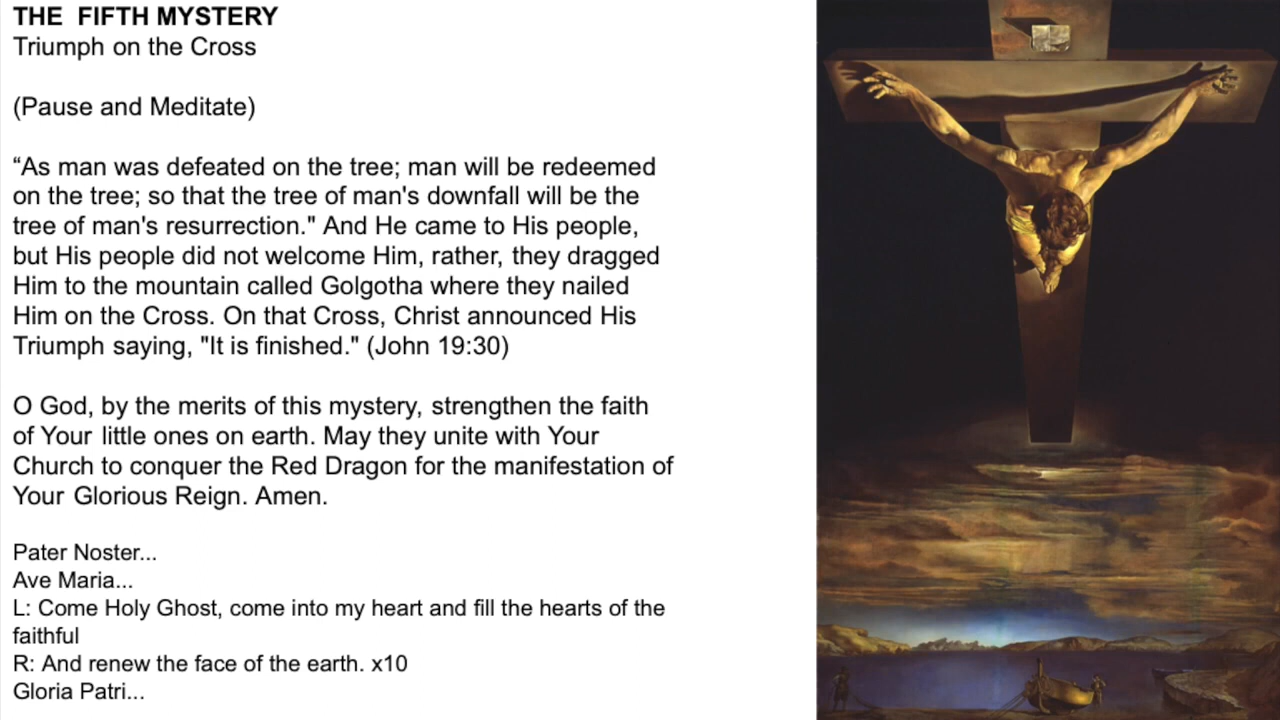 THE FIFTH MYSTERY
Triumph on the Cross
(Pause and Meditate)
“As man was defeated on the tree; man will be redeemed
on the tree; so that the tree of man's downfall will be the
tree of man's resurrection." And He came to His people,
but His people did not welcome Him, rather, they dragged
Him to the mountain called Golgotha where they nailed
Him on the Cross. On that Cross, Christ announced His
Triumph saying, "It is finished." (John 19:30)
O God, by the merits of this mystery, strengthen the faith
of Your little ones on earth. May they unite with Your
Church to conquer the Red Dragon for the manifestation of
Your Glorious Reign. Amen.
Pater Noster...
Ave Maria...
L: Come Holy Ghost, come into my heart and fill the hearts of the
faithful
R: And renew the face of the earth. x10
Gloria Patri...